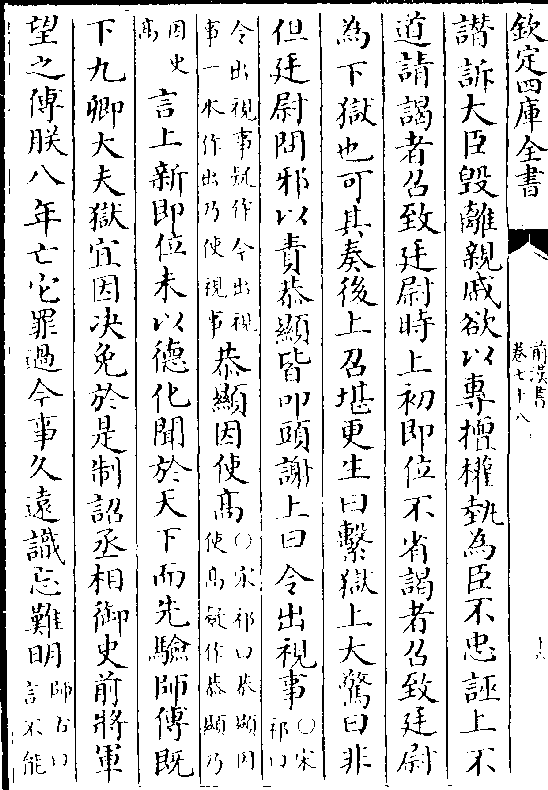 欽定四庫全書
前漢書
卷七十八
譛訴大臣毀離親戚欲以專擅權埶為臣不忠誣上不
道請謁者召致廷尉時上初即位不省謁者召致廷尉
為下獄也可其奏後上召堪更生曰繫獄上大驚曰非
但廷尉問邪以責恭顯皆叩頭謝上曰令出視事○宋祁曰
令出視事疑作今出視事一本作出乃使視事恭顯因使高○宋祁曰恭顯因使高疑作恭顯乃
因史高言上新即位未以德化聞於天下而先驗師傅既
下九卿大夫獄宜因决免於是制詔丞相御史前將軍
望之傅朕八年亡它罪過今事久遠識忘難明師古曰言不能